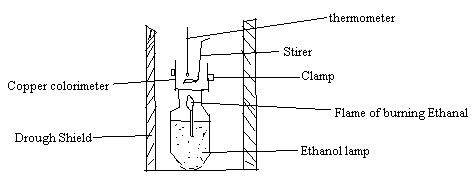 thermometer
Stirer
Copper colorimeter
Clamp
Flame of burning Ethanal
Drough Shield
Ethanol lamp